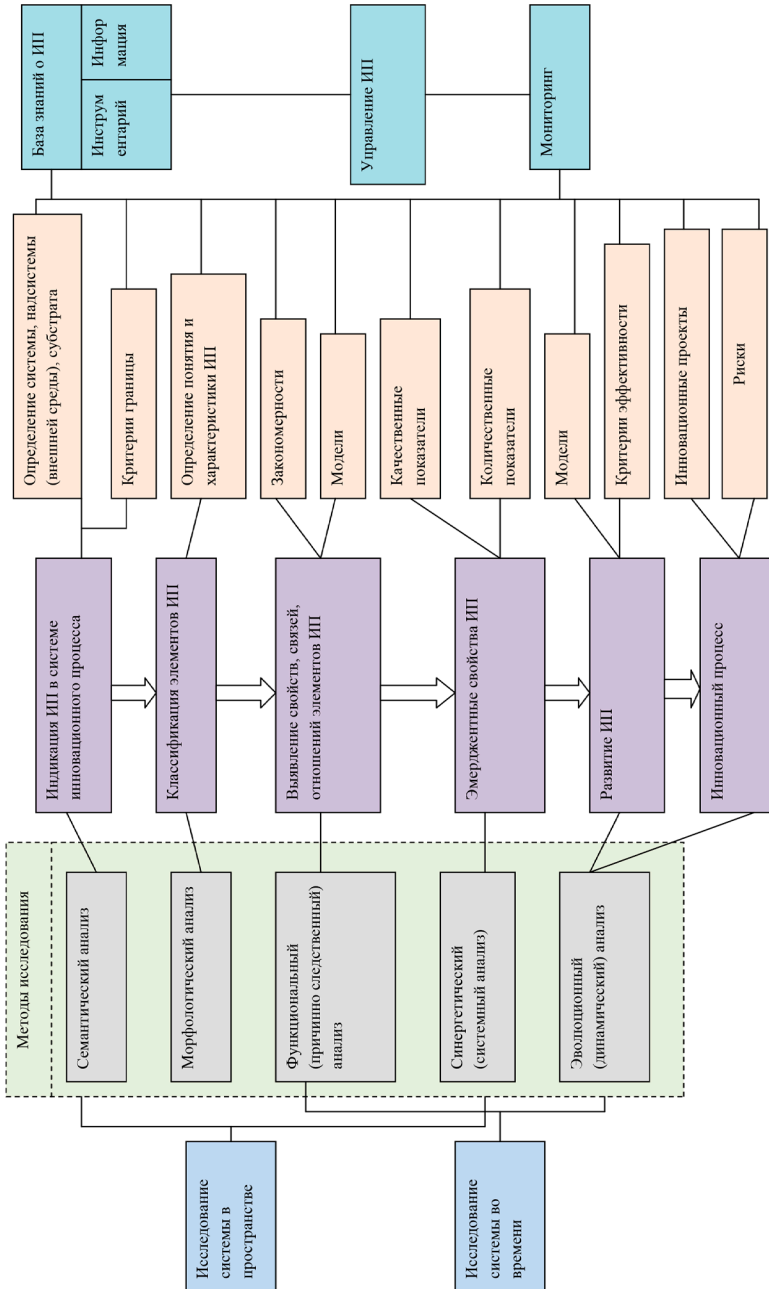 Исследование
системы в
пространстве
Исследование
системы во
времени
Методы исследования
Семантический анализ
Морфологический анализ
Функциональный
(причинно следственный)
анализ
Синергетический
(системный анализ)
Эволюционный
(динамический) анализ
Индикация ИП в системе
инновационного процесса
Классификация элементов ИП
Выявление свойств, связей,
отношений элементов ИП
Эмерджентные свойства ИП
Развитие ИП
Инновационный процесс
Определение системы, надсистемы
(внешней среды), субстрата
Критерии границы
Определение понятия и
характеристики ИП
Закономерности
Модели
Качественные
показатели
Количественные
показатели
Модели
Критерии эффективности
Инновационные проекты
Риски
База знаний о ИП
Инструм
ентарий
Инфор
мация
Управление ИП
Мониторинг